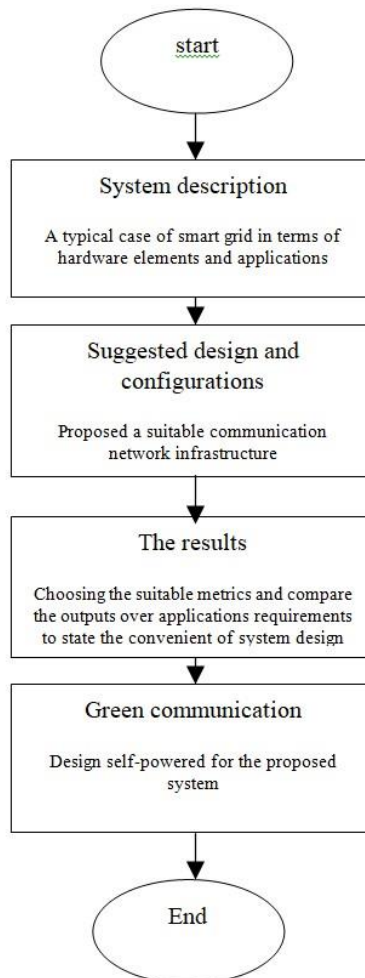 start
System description
A typical case of smart grid in terms of
hardware elements and applications
Suggested design and
configurations
Proposed a suitable communication
network infrastructure
The results
Choosing the suitable metrics and compare
the outputs over applications requirements
to state the convenient of system design
Green communication
Design self-powered for the proposed
system
End